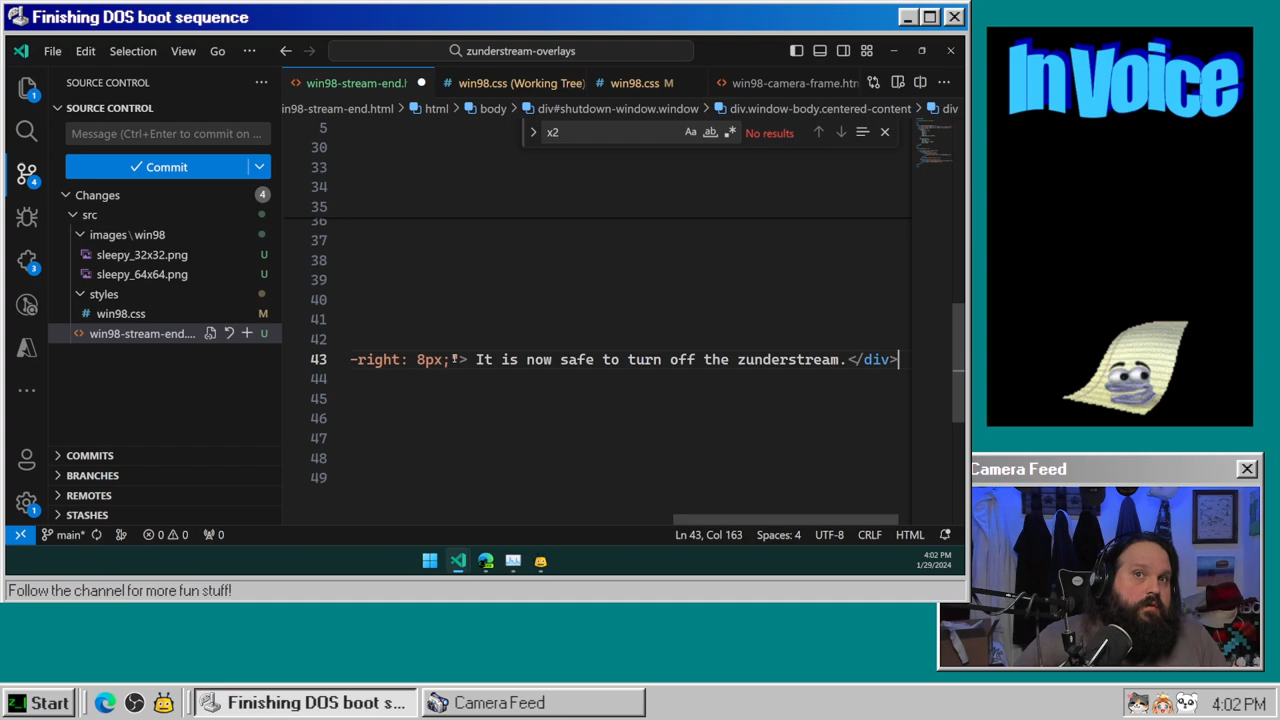 Finishing DOS boot sequence
File Edit Selection View Go ··· zunderstream-overlays
SOURCE CONTROL ···
win98-stream-end.h win98.css (Working Tree) win98.css M win98-camera-frame.htm ···
in98-stream-end.html > html > body > div#shutdown-window.window > div.window-body.centered-content > div
SOURCE CONTROL
Message (Ctrl+Enter to commit on ...
Commit
Changes 4
src
images\win98
sleepy_32x32.png U
sleepy_64x64.png U
styles
win98.css M
win98-stream-end.... U
COMMITS
BRANCHES
REMOTES
STASHES
1
4
3
1
x2 Aa ab .* No results
5
30
33
34
35
36
37
38
39
40
41
42
43 -right: 8px;"> It is now safe to turn off the zunderstream.</div>
44
45
46
47
48
49
main* 0 0 0 Ln 43, Col 163 Spaces: 4 UTF-8 CRLF HTML
4:02 PM
1/29/2024
Follow the channel for more fun stuff!
In Voice
Camera Feed
Start Finishing DOS boot s... Camera Feed 4:02 PM